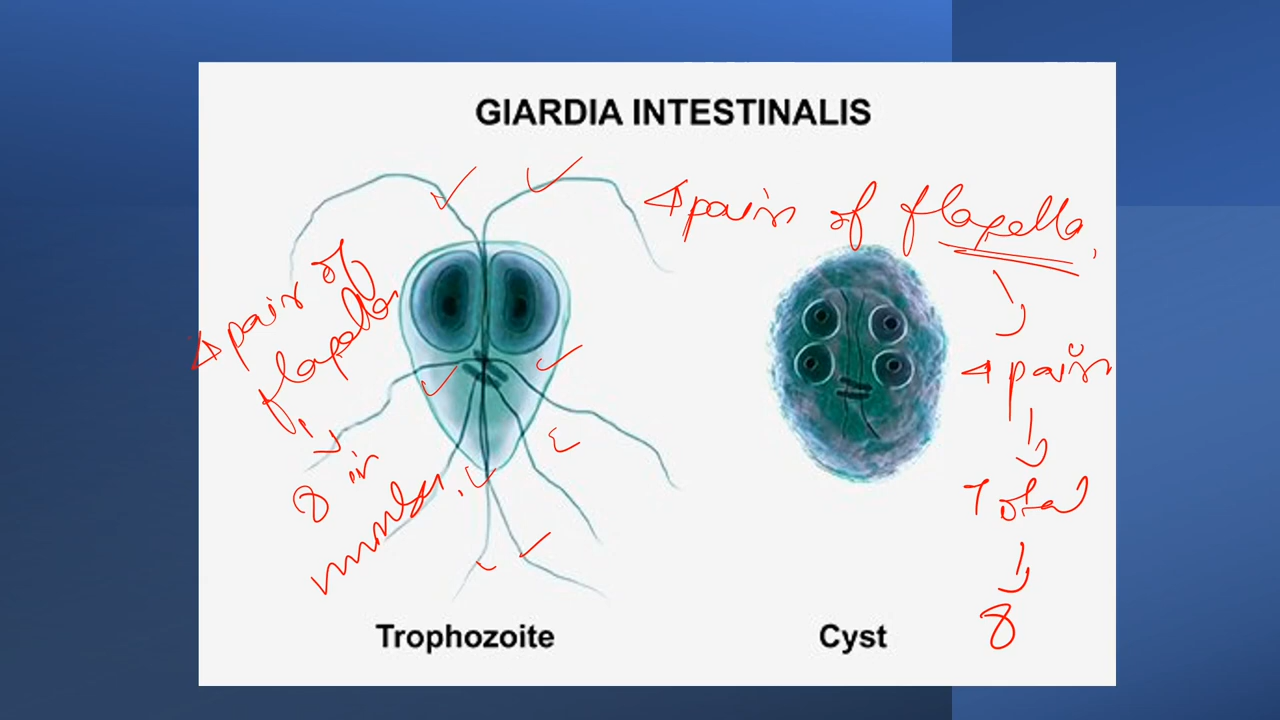 GIARDIA INTESTINALIS
4 pairs of flagella.
4 pairs
Total
8
4 pair of
flagella
8 in
number.
Trophozoite
Cyst